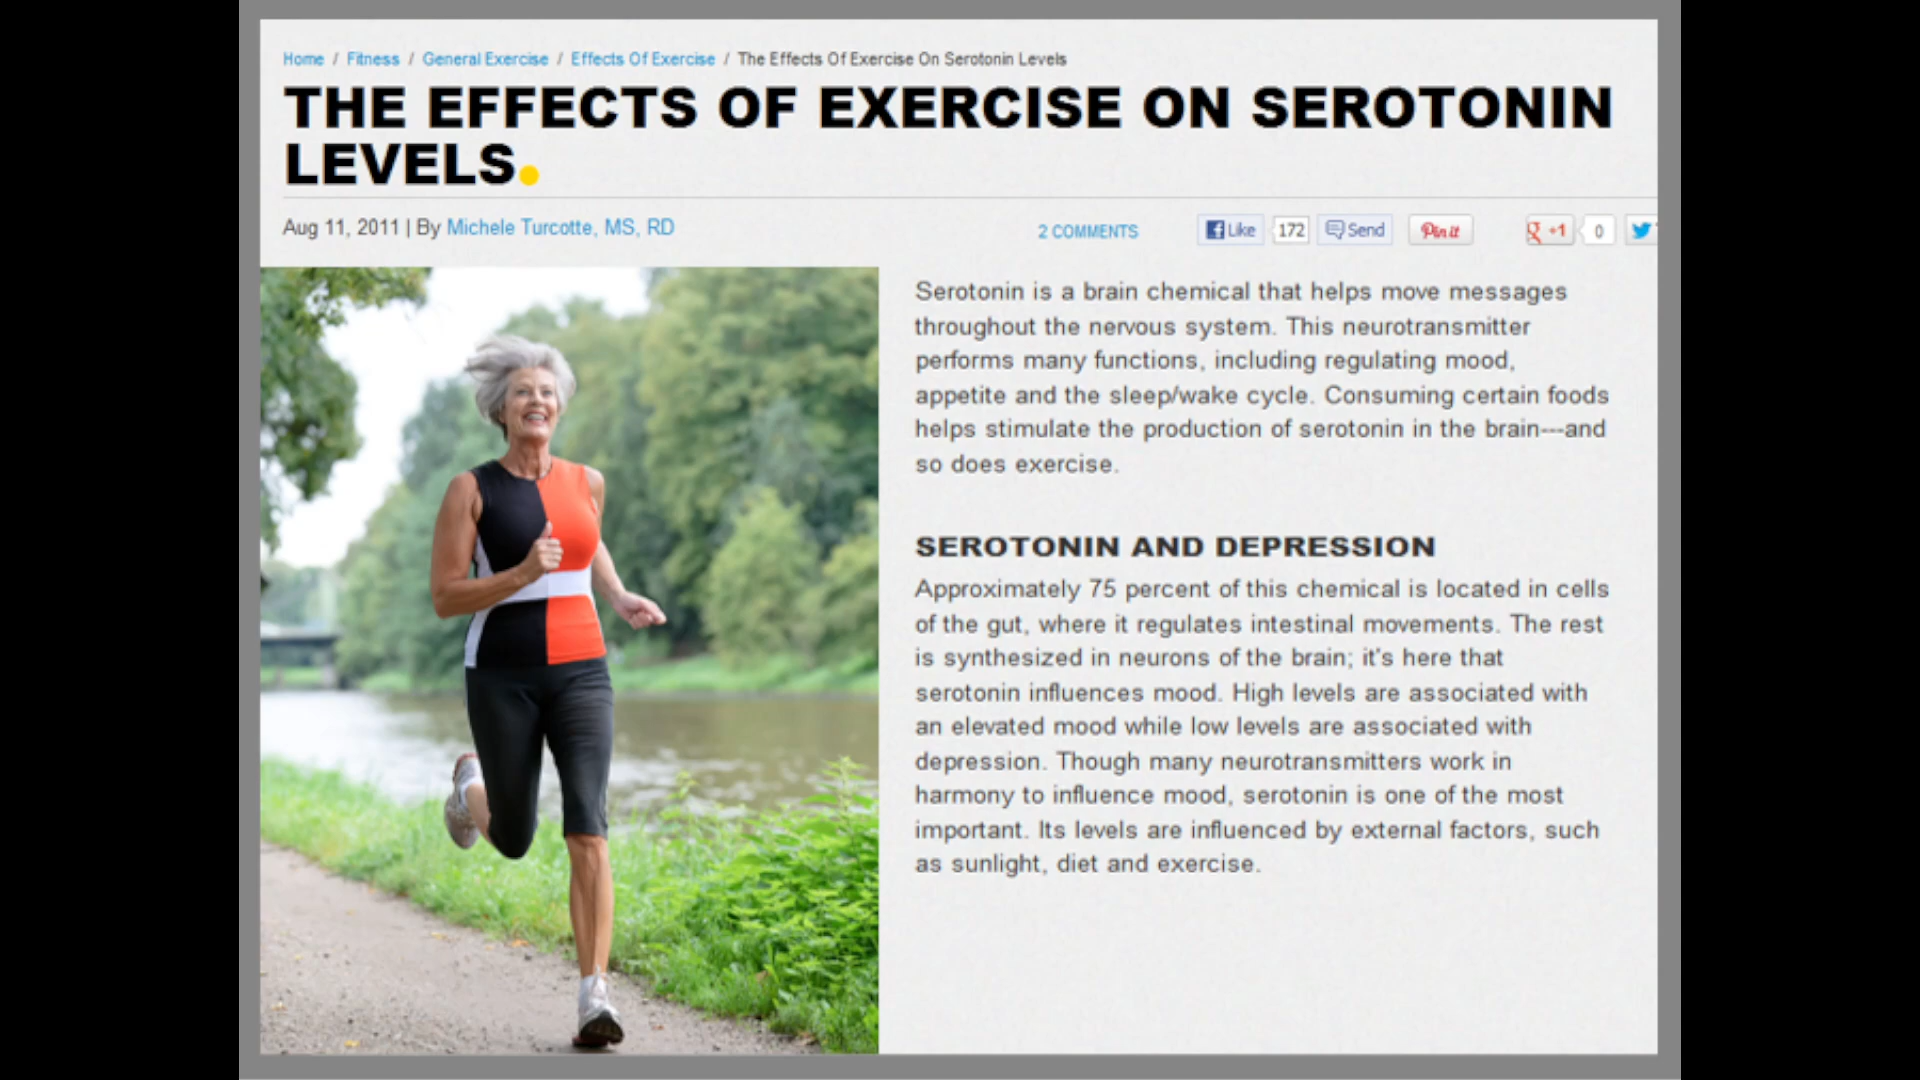 Home / Fitness / General Exercise / Effects Of Exercise / The Effects Of Exercise On Serotonin Levels
THE EFFECTS OF EXERCISE ON SEROTONIN
LEVELS.
Aug 11, 2011 | By Michele Turcotte, MS, RD
2 COMMENTS
Like 172 Send Pin it +1 0
Serotonin is a brain chemical that helps move messages
throughout the nervous system. This neurotransmitter
performs many functions, including regulating mood,
appetite and the sleep/wake cycle. Consuming certain foods
helps stimulate the production of serotonin in the brain---and
so does exercise.
SEROTONIN AND DEPRESSION
Approximately 75 percent of this chemical is located in cells
of the gut, where it regulates intestinal movements. The rest
is synthesized in neurons of the brain; it's here that
serotonin influences mood. High levels are associated with
an elevated mood while low levels are associated with
depression. Though many neurotransmitters work in
harmony to influence mood, serotonin is one of the most
important. Its levels are influenced by external factors, such
as sunlight, diet and exercise.